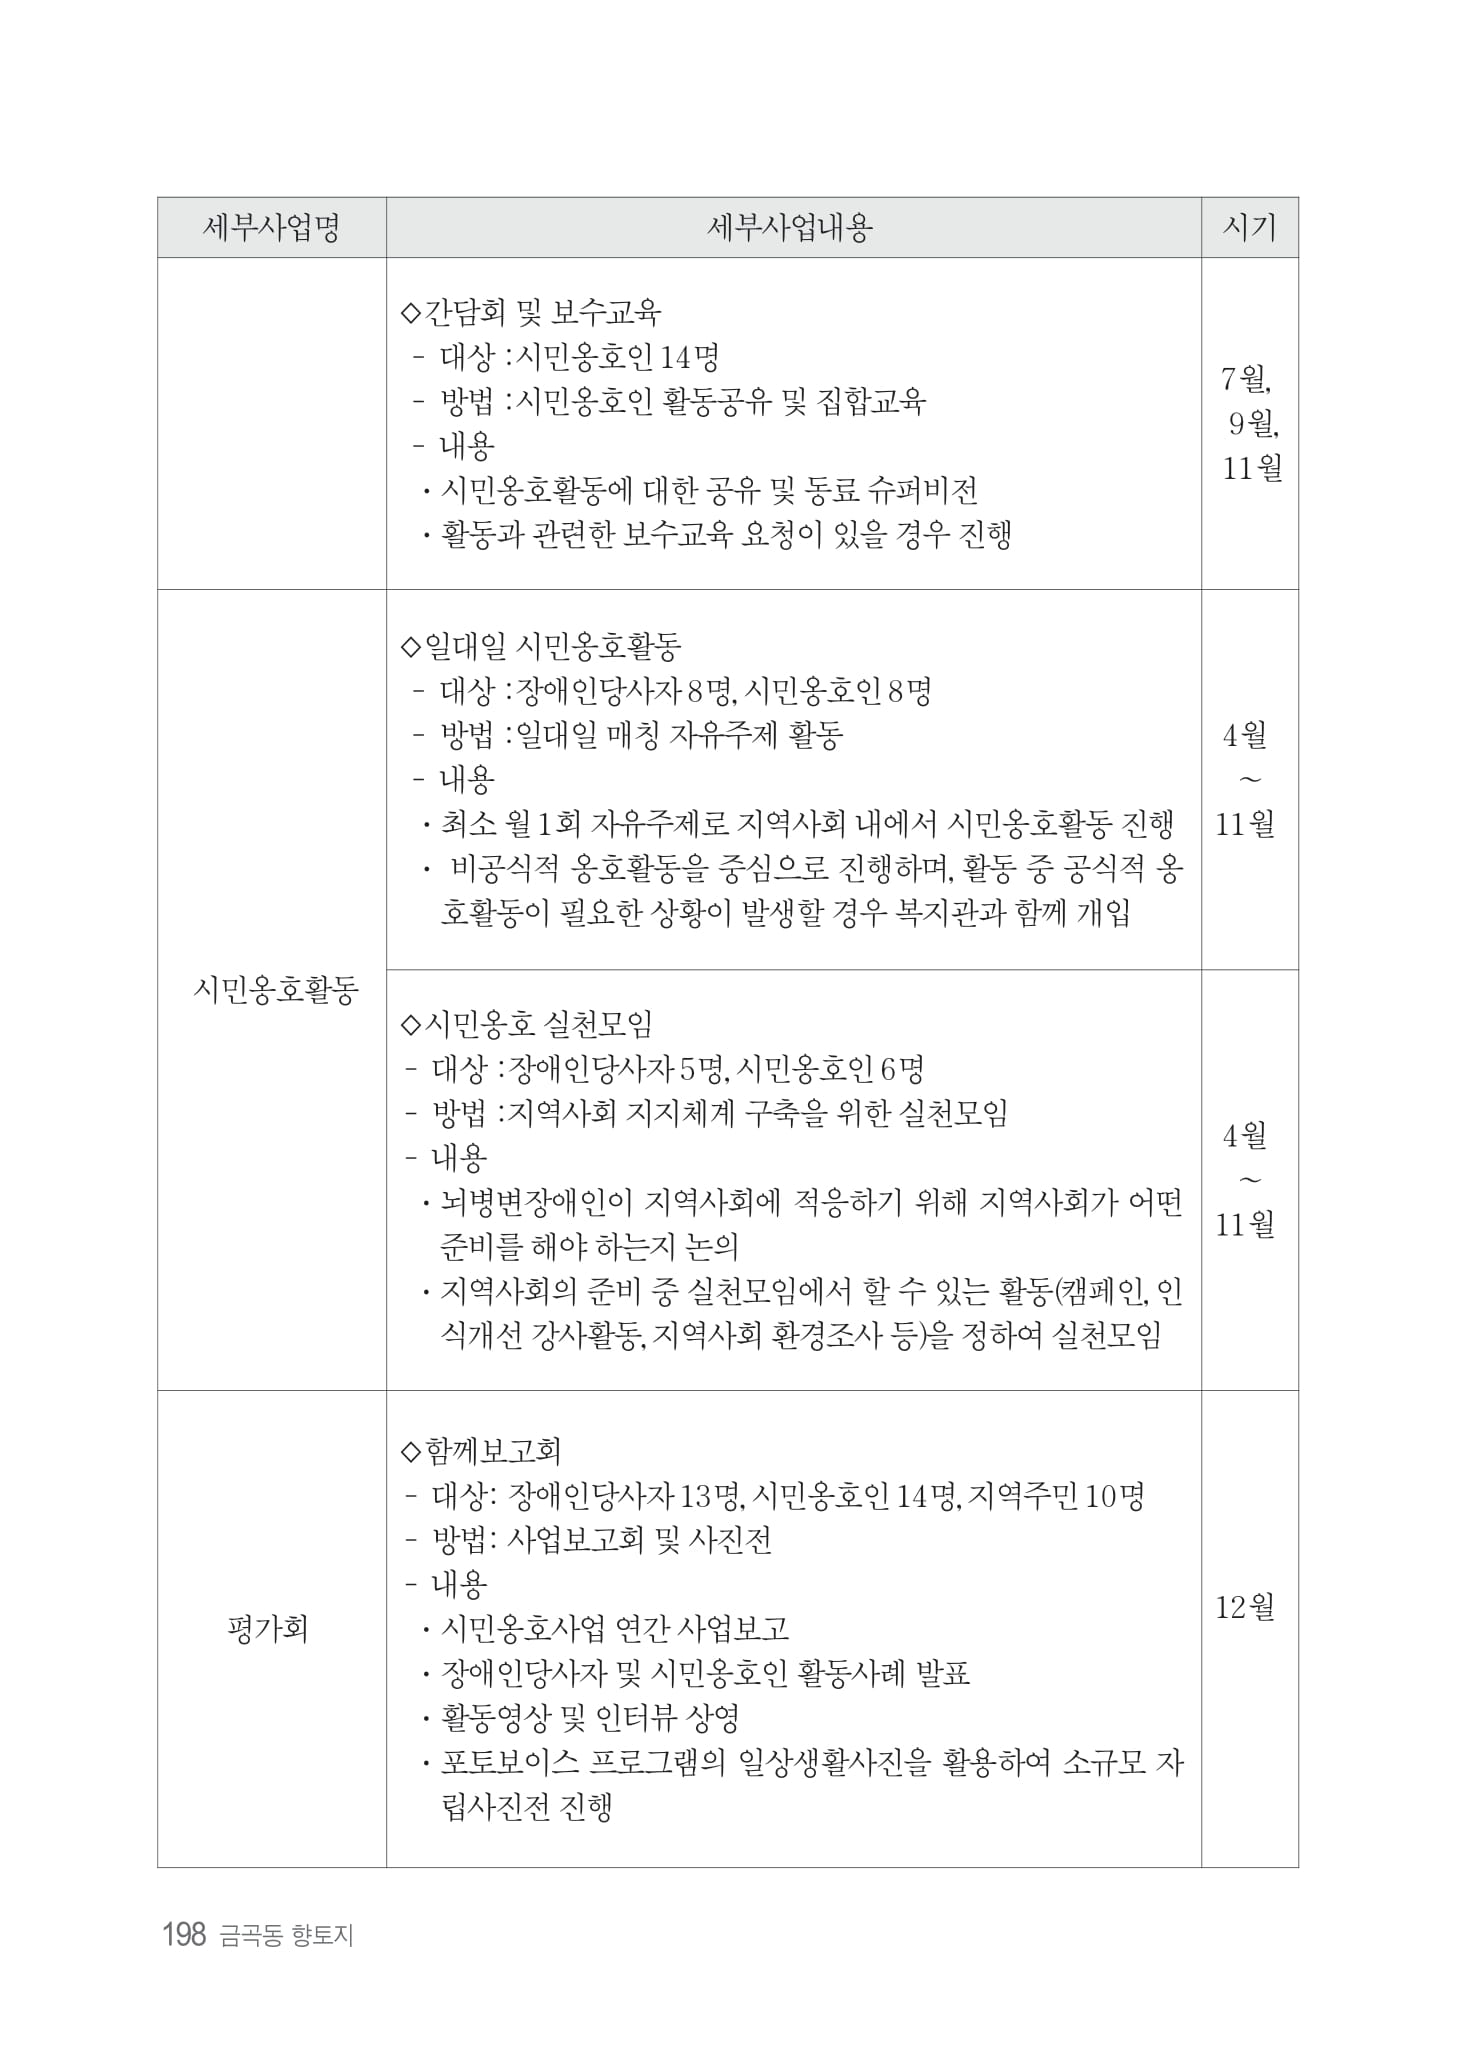 세부사업명 세부사업내용 시기
◇간담회 및 보수교육
- 대상 :시민옹호인 14명
- 방법 :시민옹호인 활동공유 및 집합교육
- 내용
· 시민옹호활동에 대한 공유 및 동료 슈퍼비전
· 활동과 관련한 보수교육 요청이 있을 경우 진행
7월,
9월,
11월
시민옹호활동
◇일대일 시민옹호활동
- 대상 :장애인당사자 8명, 시민옹호인 8명
- 방법 :일대일 매칭 자유주제 활동
- 내용
· 최소 월 1회 자유주제로 지역사회 내에서 시민옹호활동 진행
· 비공식적 옹호활동을 중심으로 진행하며, 활동 중 공식적 옹
호활동이 필요한 상황이 발생할 경우 복지관과 함께 개입
4월
~
11월
◇시민옹호 실천모임
- 대상 :장애인당사자 5명, 시민옹호인 6명
- 방법 :지역사회 지지체계 구축을 위한 실천모임
- 내용
· 뇌병변장애인이 지역사회에 적응하기 위해 지역사회가 어떤
준비를 해야 하는지 논의
· 지역사회의 준비 중 실천모임에서 할 수 있는 활동(캠페인, 인
식개선 강사활동, 지역사회 환경조사 등)을 정하여 실천모임
4월
~
11월
평가회
◇함께보고회
- 대상: 장애인당사자 13명, 시민옹호인 14명, 지역주민 10명
- 방법: 사업보고회 및 사진전
- 내용
· 시민옹호사업 연간 사업보고
· 장애인당사자 및 시민옹호인 활동사례 발표
· 활동영상 및 인터뷰 상영
· 포토보이스 프로그램의 일상생활사진을 활용하여 소규모 자
립사진전 진행
12월
198 금곡동 향토지